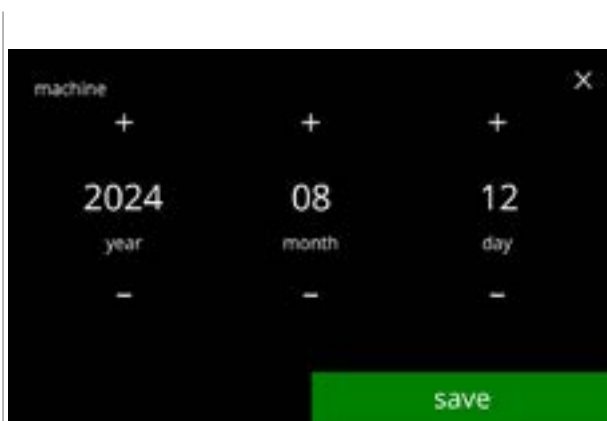 machine
×
+ + +
2024 08 12
year month day
− − −
save